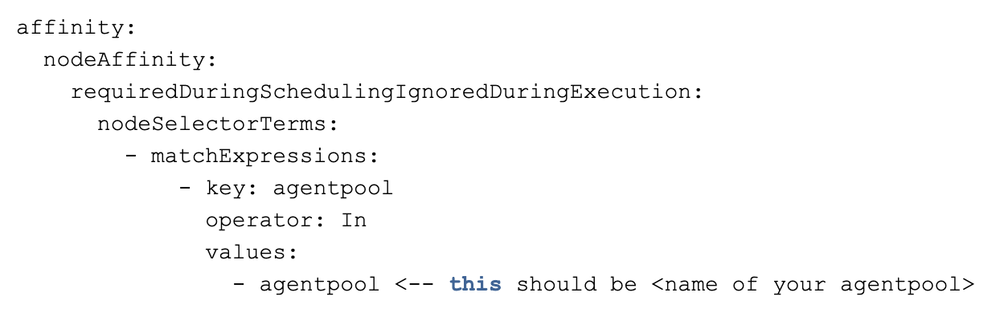 affinity:
  nodeAffinity:
    requiredDuringSchedulingIgnoredDuringExecution:
      nodeSelectorTerms:
        - matchExpressions:
            - key: agentpool
              operator: In
              values:
                - agentpool <-- this should be <name of your agentpool>